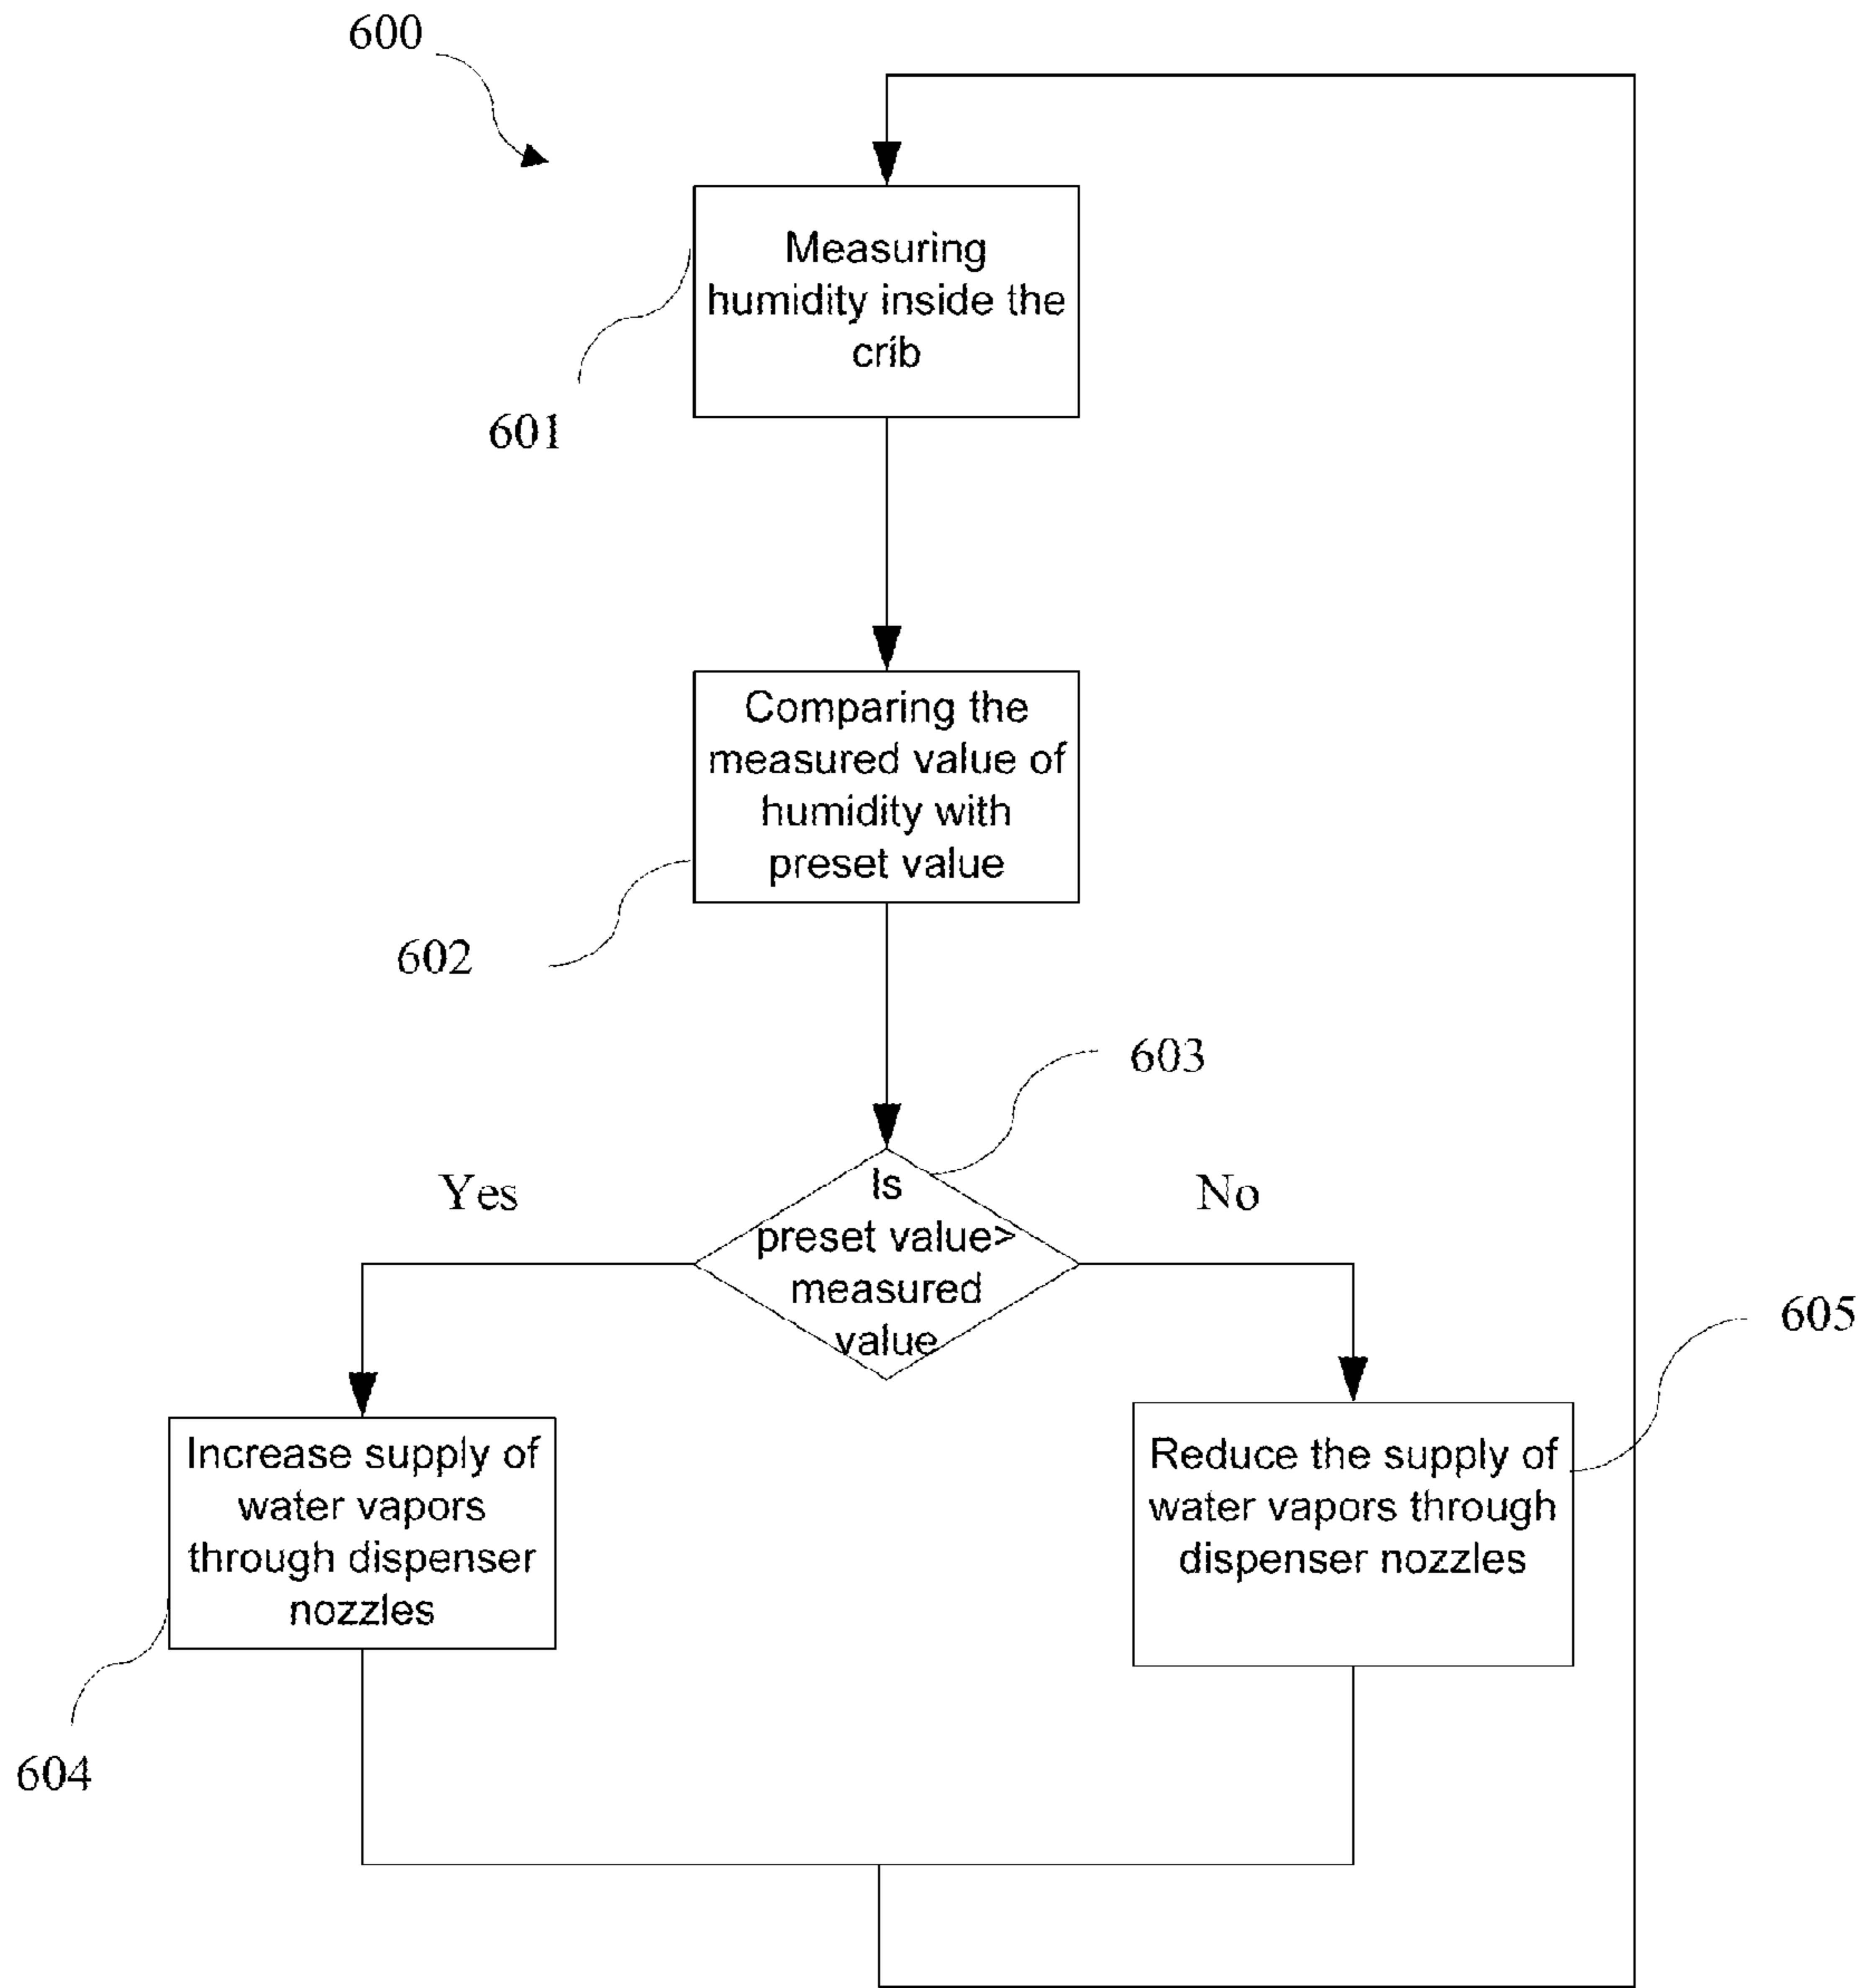 600
Measuring
humidity inside the
crib
601
Comparing the
measured value of
humidity with
preset value
602
603
Yes
No
Is
preset value>
measured
value
605
Increase supply of
water vapors
through dispenser
nozzles
Reduce the supply of
water vapors through
dispenser nozzles
604